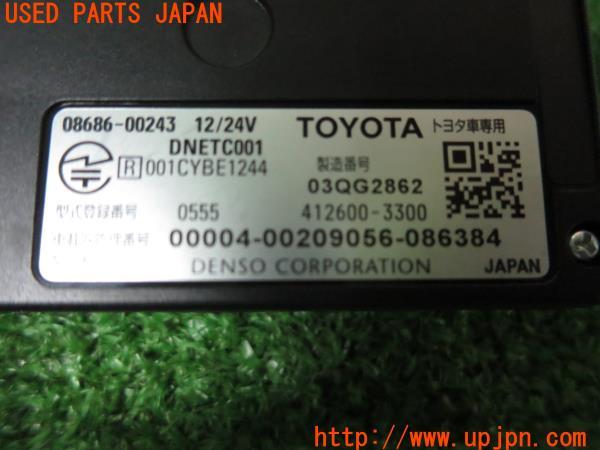 USED PARTS JAPAN
08686-00243 12/24V TOYOTA トヨタ車専用
DNETC001
R 001CYBE1244 製造番号
03QG2862
型式登録番号 0555 412600-3300
00004-00209056-086384
DENSO CORPORATION JAPAN
http://www.upjpn.com